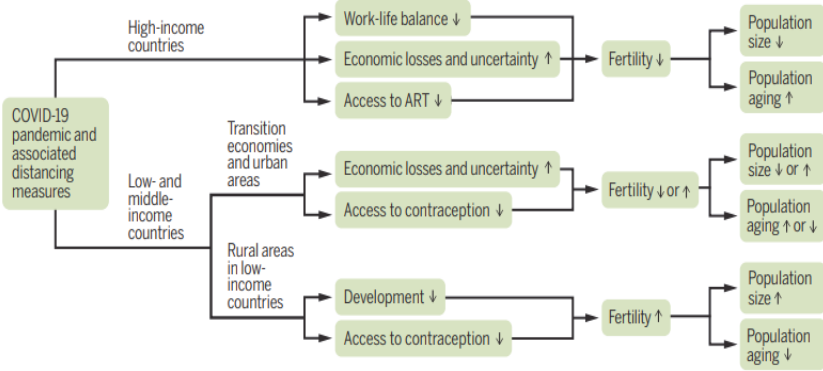 High-income
countries
Work-life balance ↓
Economic losses and uncertainty ↑
Access to ART ↓
Fertility ↓
Population
size ↓
Population
aging ↑
COVID-19
pandemic and
associated
distancing
measures
Low- and
middle-
income
countries
Transition
economies
and urban
areas
Economic losses and uncertainty ↑
Access to contraception ↓
Fertility ↓ or ↑
Population
size ↓ or ↑
Population
aging ↑ or ↓
Rural areas
in low-
income
countries
Development ↓
Access to contraception ↓
Fertility ↑
Population
size ↑
Population
aging ↓